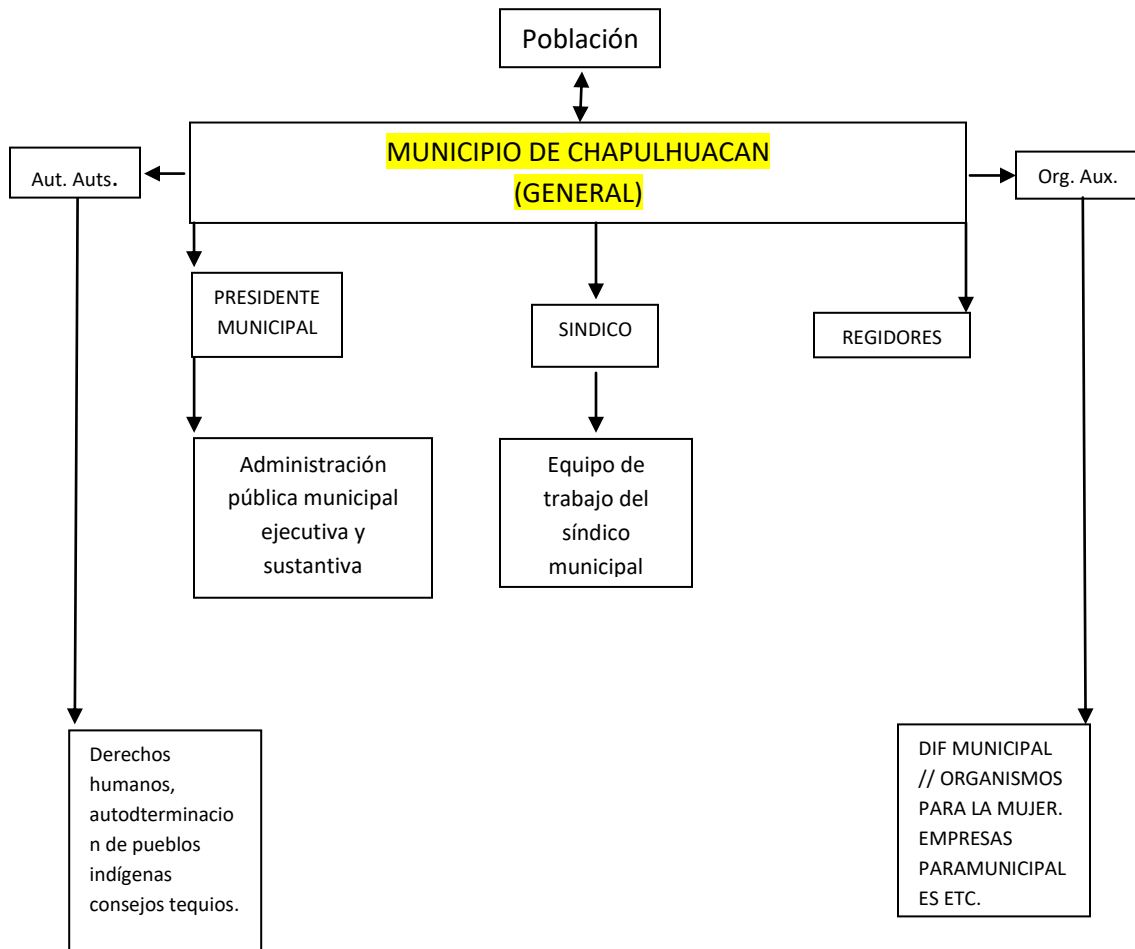 Población
MUNICIPIO DE CHAPULHUACAN
(GENERAL)
Aut. Auts.
Org. Aux.
PRESIDENTE
MUNICIPAL
SINDICO
REGIDORES
Administración
pública municipal
ejecutiva y
sustantiva
Equipo de
trabajo del
síndico
municipal
Derechos
humanos,
autodterminacio
n de pueblos
indígenas
consejos tequios.
DIF MUNICIPAL
// ORGANISMOS
PARA LA MUJER.
EMPRESAS
PARAMUNICIPAL
ES ETC.